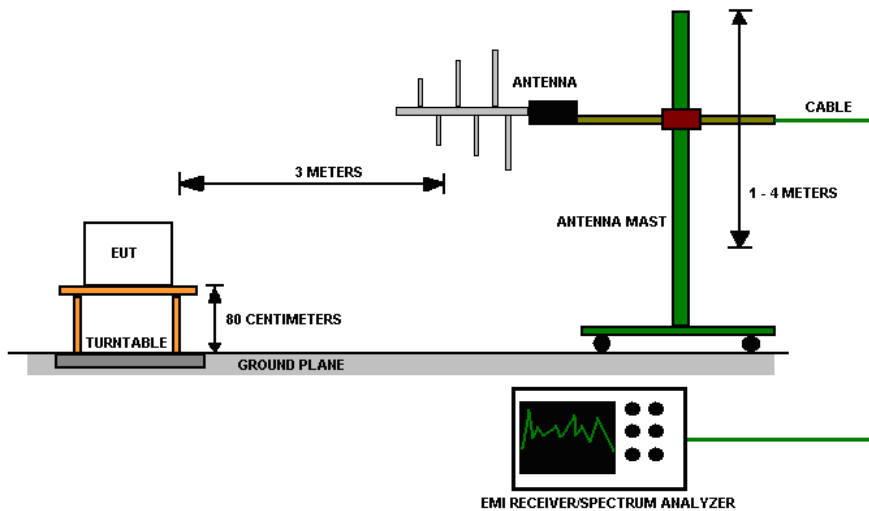 ANTENNA
CABLE
3 METERS
1 - 4 METERS
ANTENNA MAST
EUT
80 CENTIMETERS
TURNTABLE
GROUND PLANE
EMI RECEIVER/SPECTRUM ANALYZER